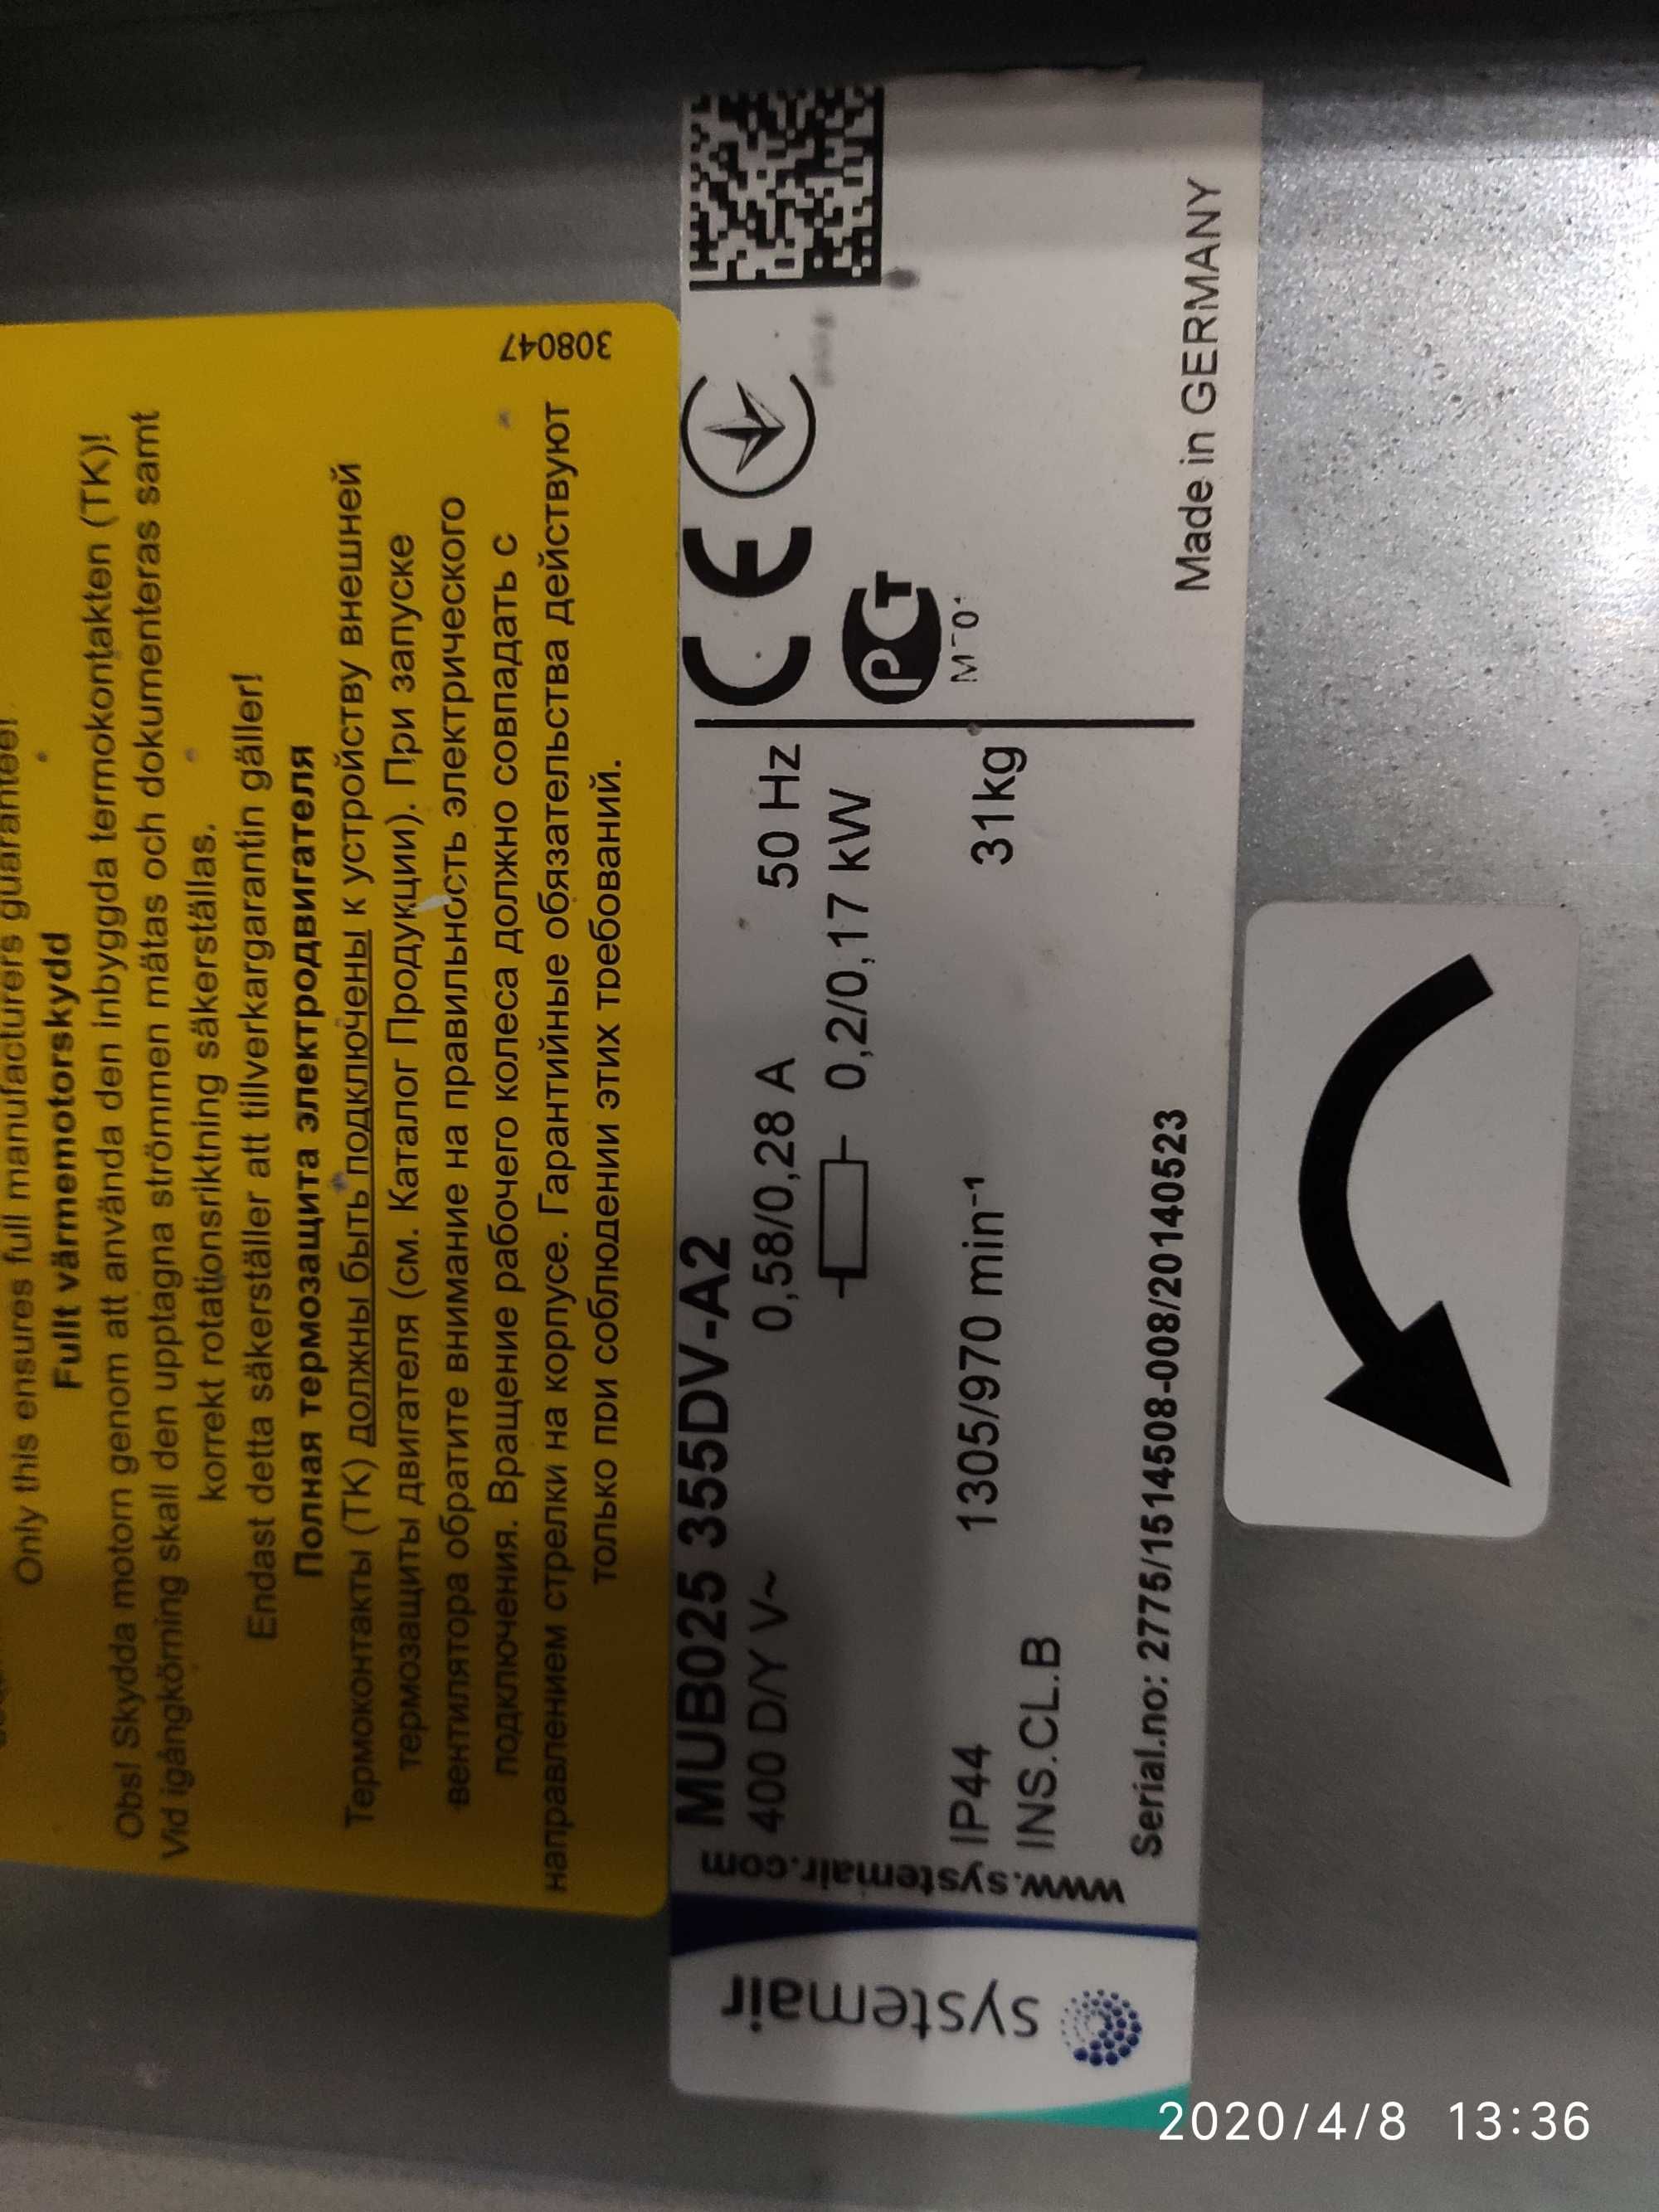 Only this ensures full manufacturers guarantee!
Fullt värmemotorskydd
Obs! Skydda motorn genom att använda den inbyggda termokontakten (TK)!
Vid igångkörning skall den upptagna strömmen mätas och dokumenteras samt
korrekt rotationsriktning säkerställas.
Endast detta säkerställer att tillverkargarantin gäller!
Полная термозащита электродвигателя
Термоконтакты (ТК) должны быть подключены к устройству внешней
термозащиты двигателя (см. Каталог Продукции). При запуске
вентилятора обратите внимание на правильность электрического
подключения. Вращение рабочего колеса должно совпадать с
направлением стрелки на корпусе. Гарантийные обязательства действуют
только при соблюдении этих требований.
308047
systemair
www.systemair.com
MUB025 355DV-A2
400 D/Y V~ 0,58/0,28 A 50 Hz
0,2/0,17 kW
IP44 1305/970 min⁻¹ 31kg
INS.CL.B
Serial.no: 2775/1514508-008/20140523
CE
РСТ
Made in GERMANY
2020/4/8 13:36